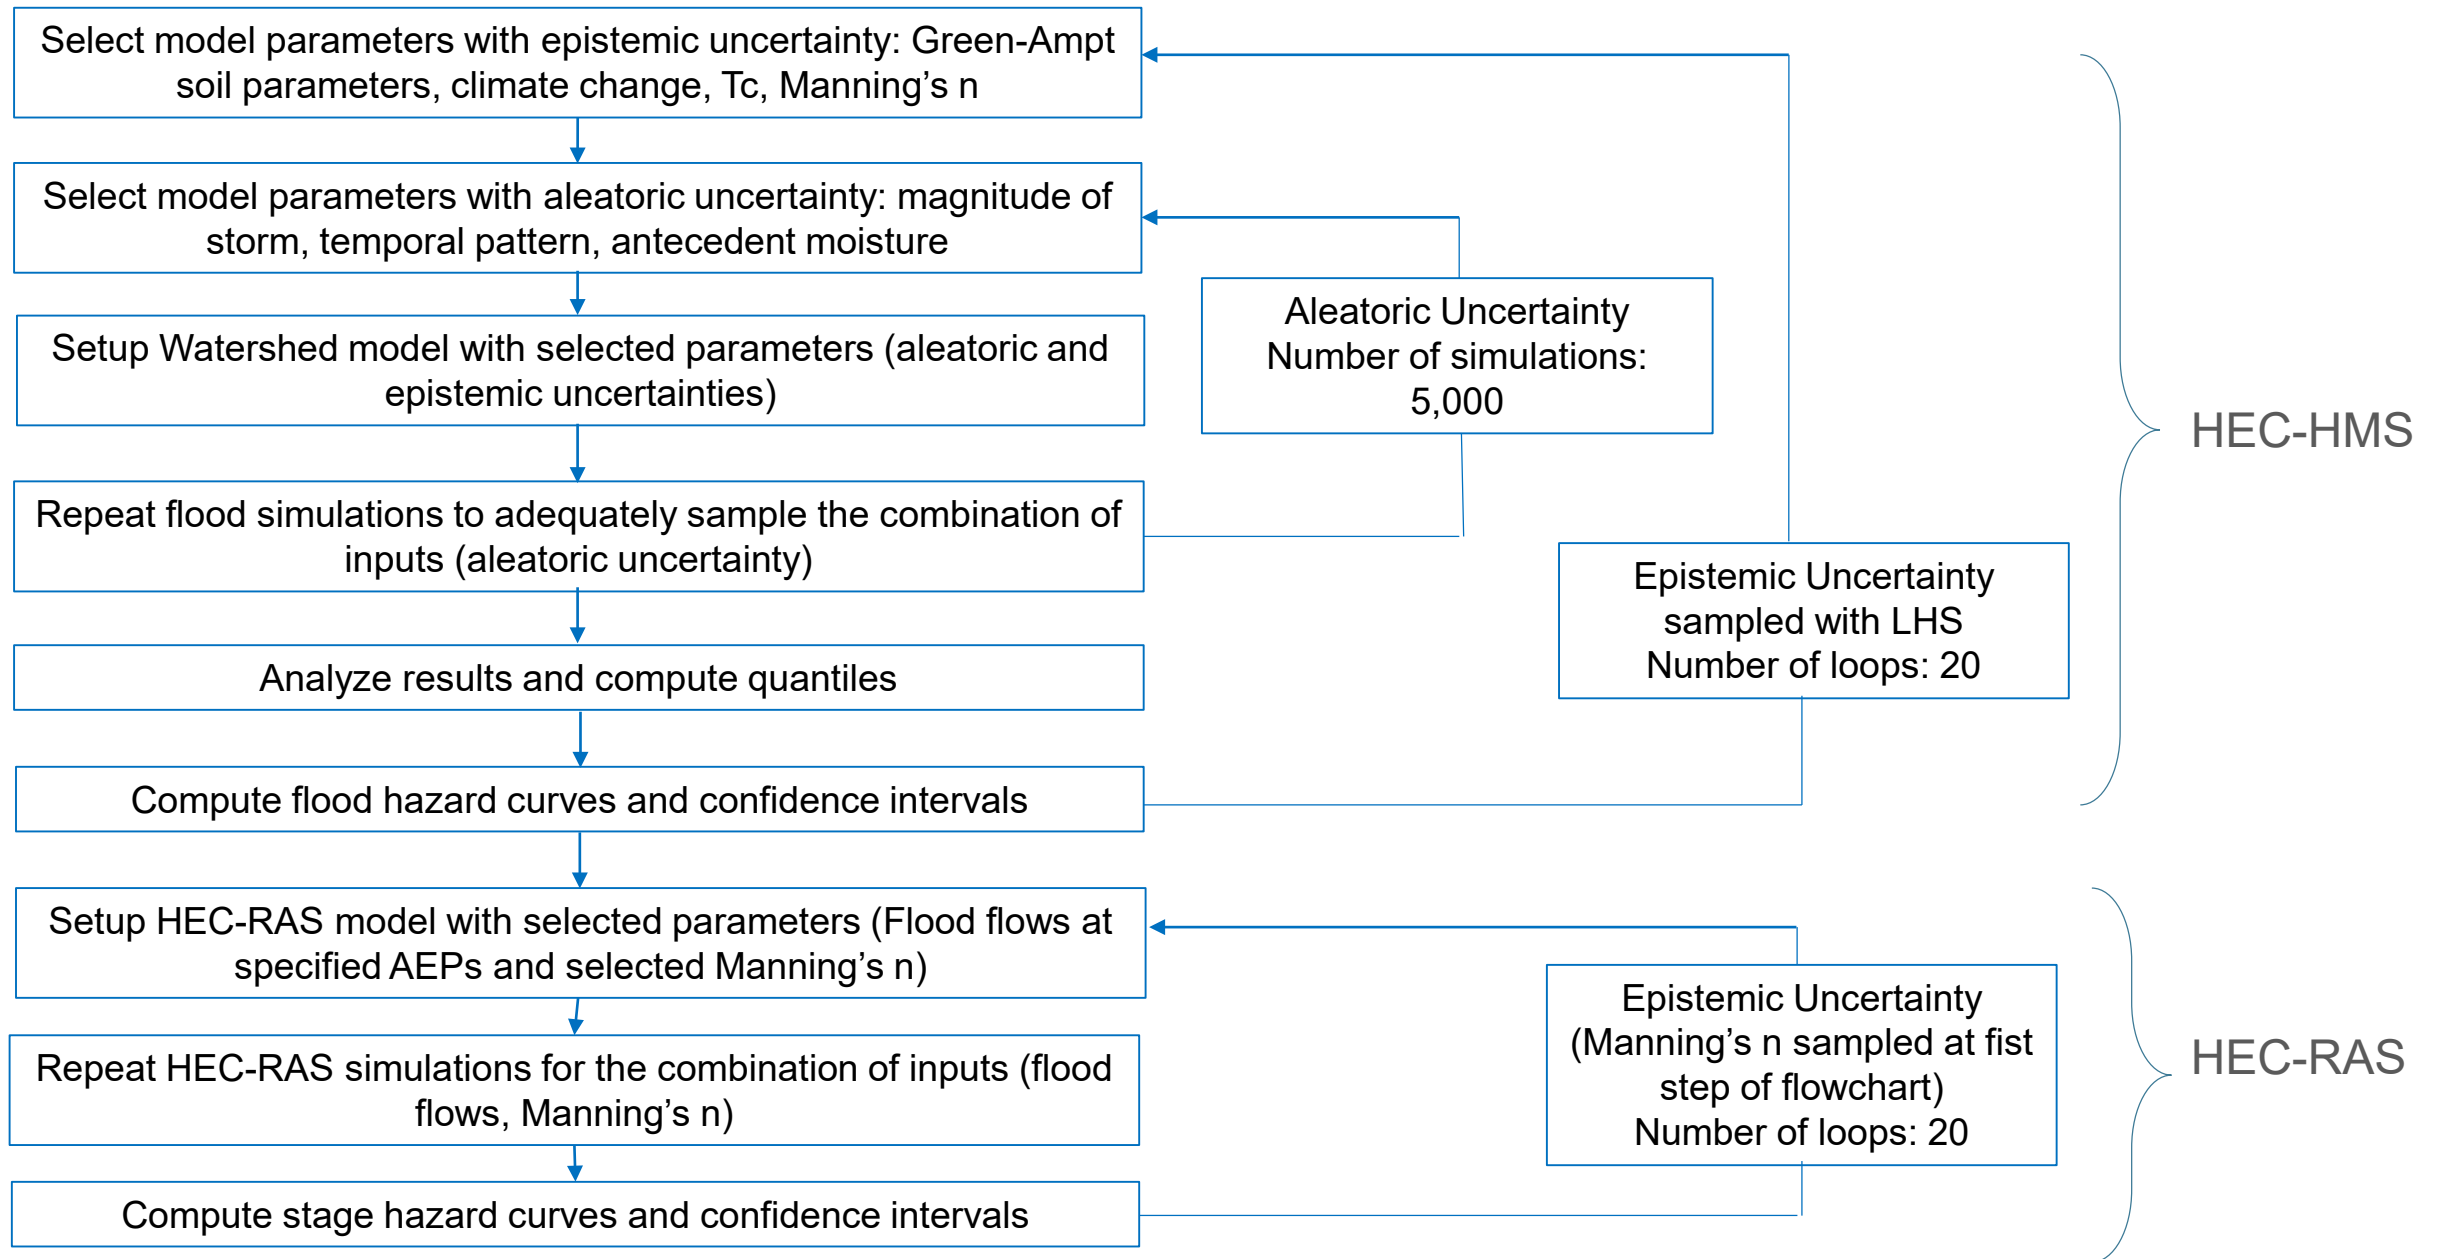 Select model parameters with epistemic uncertainty: Green-Ampt
soil parameters, climate change, Tc, Manning’s n
Select model parameters with aleatoric uncertainty: magnitude of
storm, temporal pattern, antecedent moisture
Setup Watershed model with selected parameters (aleatoric and
epistemic uncertainties)
Repeat flood simulations to adequately sample the combination of
inputs (aleatoric uncertainty)
Analyze results and compute quantiles
Compute flood hazard curves and confidence intervals
Aleatoric Uncertainty
Number of simulations:
5,000
Epistemic Uncertainty
sampled with LHS
Number of loops: 20
HEC-HMS
Setup HEC-RAS model with selected parameters (Flood flows at
specified AEPs and selected Manning’s n)
Repeat HEC-RAS simulations for the combination of inputs (flood
flows, Manning’s n)
Compute stage hazard curves and confidence intervals
Epistemic Uncertainty
(Manning’s n sampled at fist
step of flowchart)
Number of loops: 20
HEC-RAS